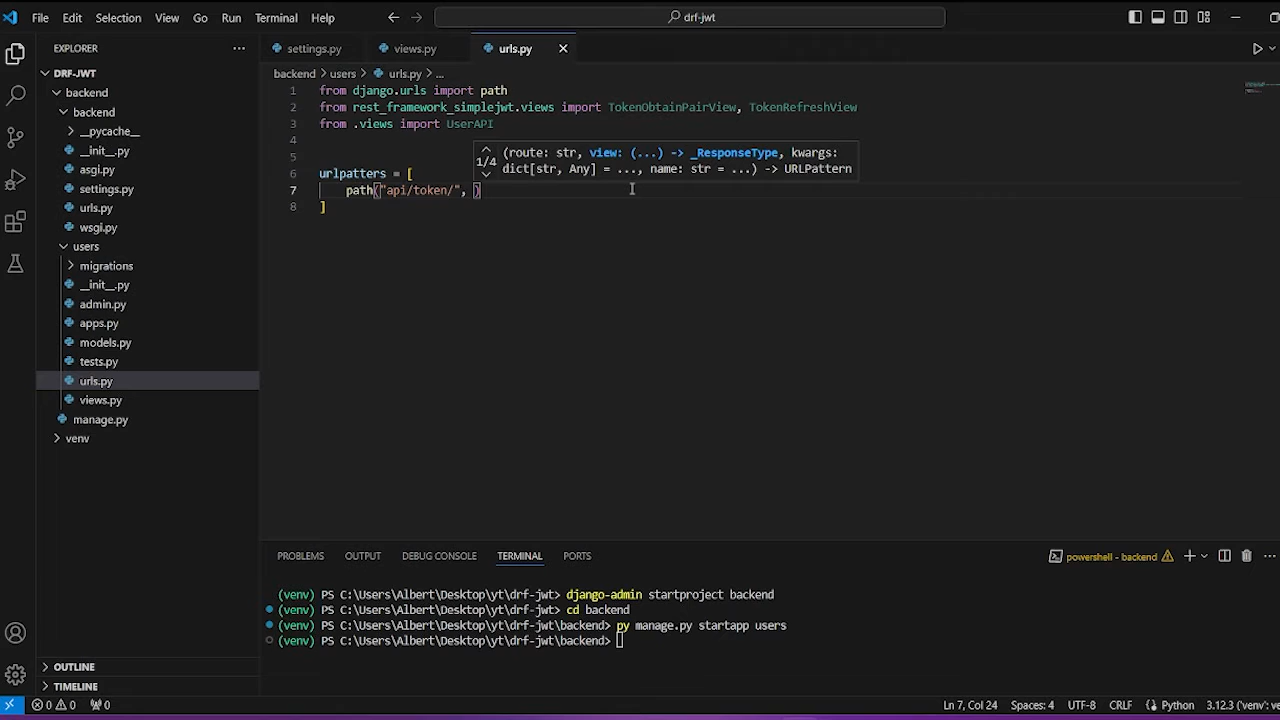 File Edit Selection View Go Run Terminal Help
drf-jwt
EXPLORER
settings.py views.py urls.py
DRF-JWT
backend > users > urls.py > ...
backend
backend
__pycache__
__init__.py
asgi.py
settings.py
urls.py
wsgi.py
users
migrations
__init__.py
admin.py
apps.py
models.py
tests.py
urls.py
views.py
manage.py
venv
1 from django.urls import path
2 from rest_framework_simplejwt.views import TokenObtainPairView, TokenRefreshView
3 from .views import UserAPI
4
5
1/4 (route: str, view: (...) -> _ResponseType, kwargs:
dict[str, Any] = ..., name: str = ...) -> URLPattern
6 urlpatters = [
7 path("api/token/", )
8 ]
PROBLEMS OUTPUT DEBUG CONSOLE TERMINAL PORTS
powershell - backend
(venv) PS C:\Users\Albert\Desktop\yt\drf-jwt> django-admin startproject backend
(venv) PS C:\Users\Albert\Desktop\yt\drf-jwt> cd backend
(venv) PS C:\Users\Albert\Desktop\yt\drf-jwt\backend> py manage.py startapp users
(venv) PS C:\Users\Albert\Desktop\yt\drf-jwt\backend>
OUTLINE
TIMELINE
0 0 0
Ln 7, Col 24 Spaces: 4 UTF-8 CRLF Python 3.12.3 ('venv': ve